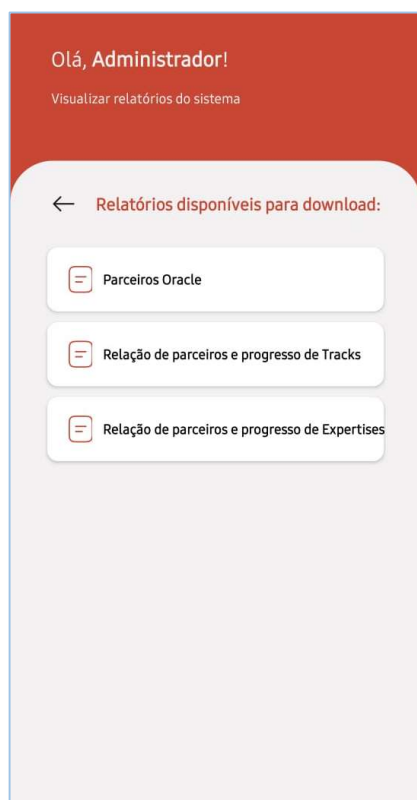 Olá, Administrador!
Visualizar relatórios do sistema
Relatórios disponíveis para download:
Parceiros Oracle
Relação de parceiros e progresso de Tracks
Relação de parceiros e progresso de Expertises